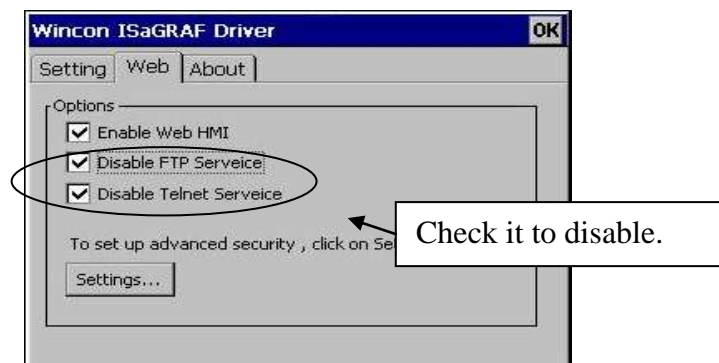 Wincon ISaGRAF Driver OK
Setting Web About
Options
Enable Web HMI
Disable FTP Serveice
Disable Telnet Serveice
Check it to disable.
To set up advanced security , click on Se
Settings...